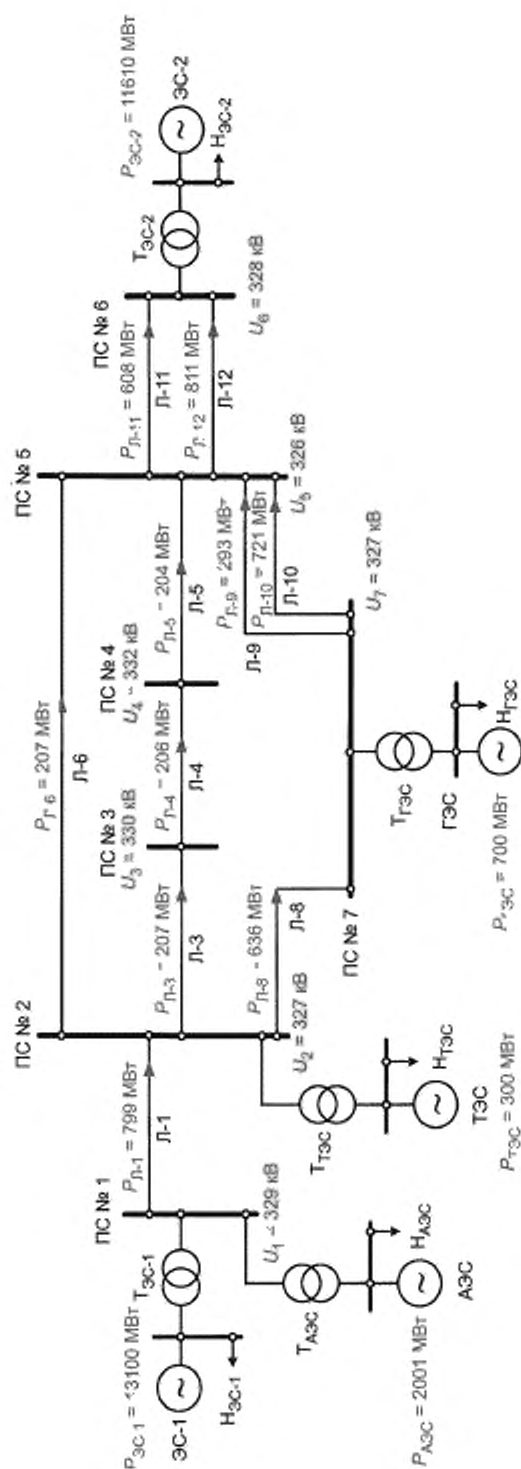 P_ЭС-1 = 13100 МВт
ЭС-1
Н_ЭС-1
Т_ЭС-1
ПС № 1
U_1 – 329 кВ
Т_АЭС
Н_АЭС
АЭС
P_АЭС = 2001 МВт
P_Л-1 = 799 МВт
Л-1
ПС № 2
U_2 = 327 кВ
Т_ТЭС
Н_ТЭС
ТЭС
P_ТЭС = 300 МВт
P_Л-6 = 207 МВт
Л-6
P_Л-3 – 207 МВт
Л-3
ПС № 3
U_3 = 330 кВ
P_Л-4 – 206 МВт
Л-4
ПС № 4
U_4 – 332 кВ
P_Л-5 – 204 МВт
Л-5
P_Л-8 – 636 МВт
Л-8
ПС № 7
U_7 = 327 кВ
Т_ГЭС
ГЭС
Н_ГЭС
P_ГЭС = 700 МВт
P_Л-9 = 293 МВт
Л-9
P_Л-10 = 721 МВт
Л-10
ПС № 5
U_5 = 326 кВ
P_Л-11 = 608 МВт
Л-11
P_Л-12 = 811 МВт
Л-12
ПС № 6
U_6 = 328 кВ
Т_ЭС-2
P_ЭС-2 = 11610 МВт
ЭС-2
Н_ЭС-2